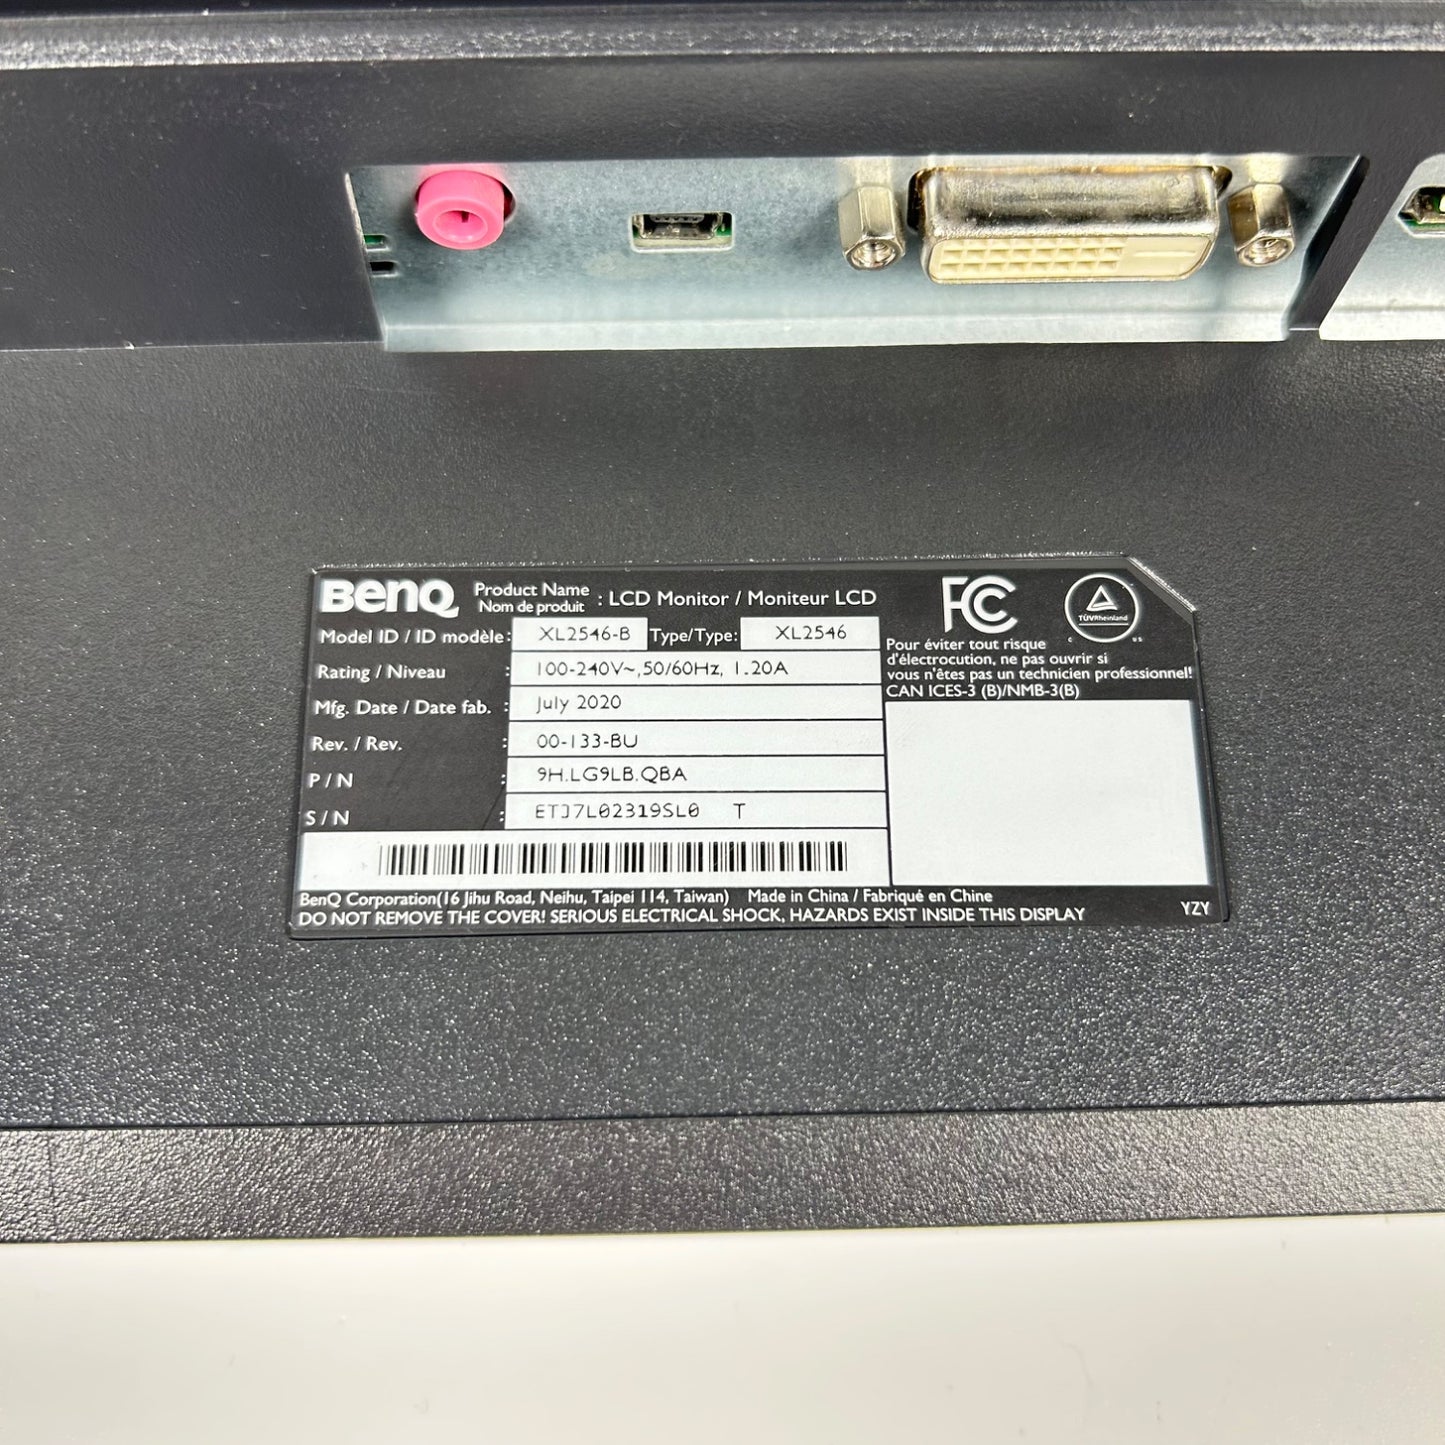 BenQ Product Name / Nom de produit : LCD Monitor / Moniteur LCD
FC
TÜVRheinland
C US
Model ID / ID modèle: XL2546-B Type/Type: XL2546
Rating / Niveau : 100-240V~,50/60Hz, 1.20A
Mfg. Date / Date fab. : July 2020
Rev. / Rev. : 00-133-BU
P/N : 9H.LG9LB.QBA
S/N : ETJ7L02319SL0 T
Pour éviter tout risque
d'électrocution, ne pas ouvrir si
vous n'êtes pas un technicien professionnel!
CAN ICES-3 (B)/NMB-3(B)
BenQ Corporation(16 Jihu Road, Neihu, Taipei 114, Taiwan) Made in China / Fabriqué en Chine
DO NOT REMOVE THE COVER! SERIOUS ELECTRICAL SHOCK, HAZARDS EXIST INSIDE THIS DISPLAY
YZY